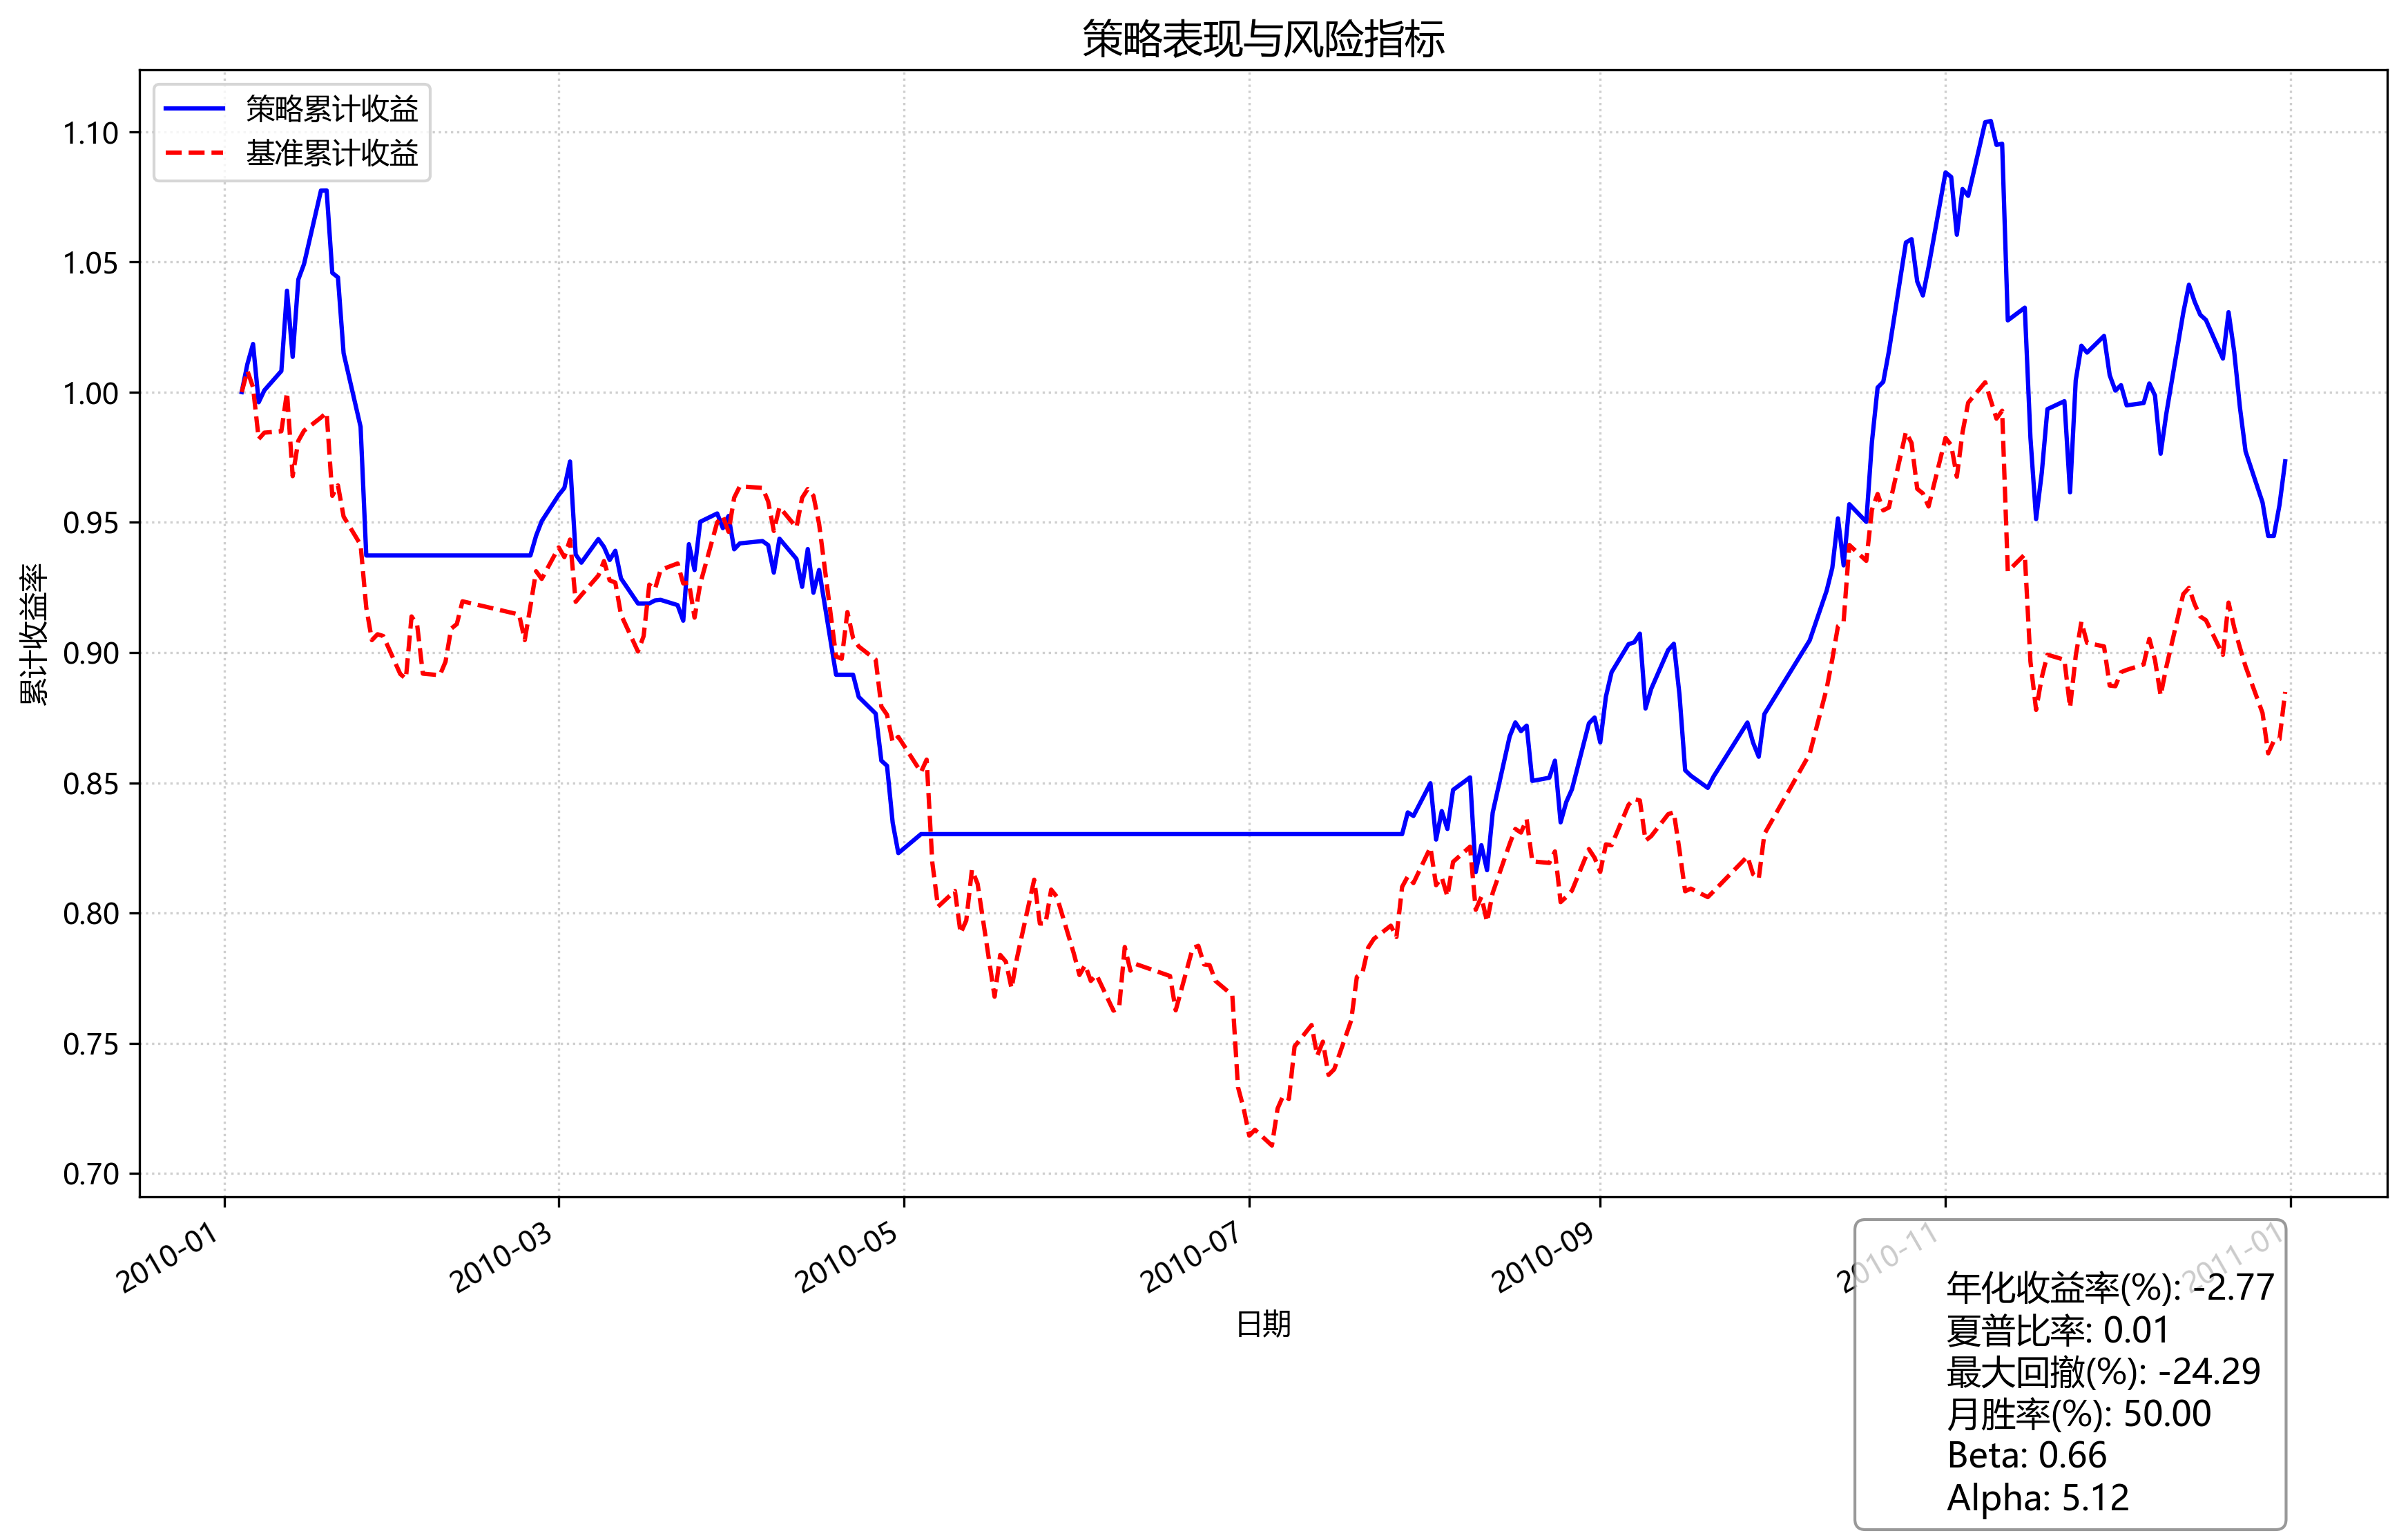 策略表现与风险指标
策略累计收益
基准累计收益
1.10
1.05
1.00
0.95
0.90
0.85
0.80
0.75
0.70
累计收益率
2010-01
2010-03
2010-05
2010-07
2010-09
2010-11
2011-01
日期
年化收益率(%): -2.77
夏普比率: 0.01
最大回撤(%): -24.29
月胜率(%): 50.00
Beta: 0.66
Alpha: 5.12